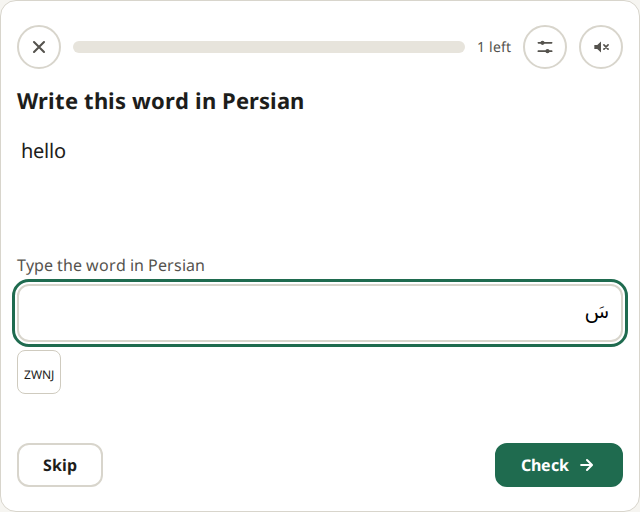 1 left
Write this word in Persian
hello
Type the word in Persian
سَ
ZWNJ
Skip
Check